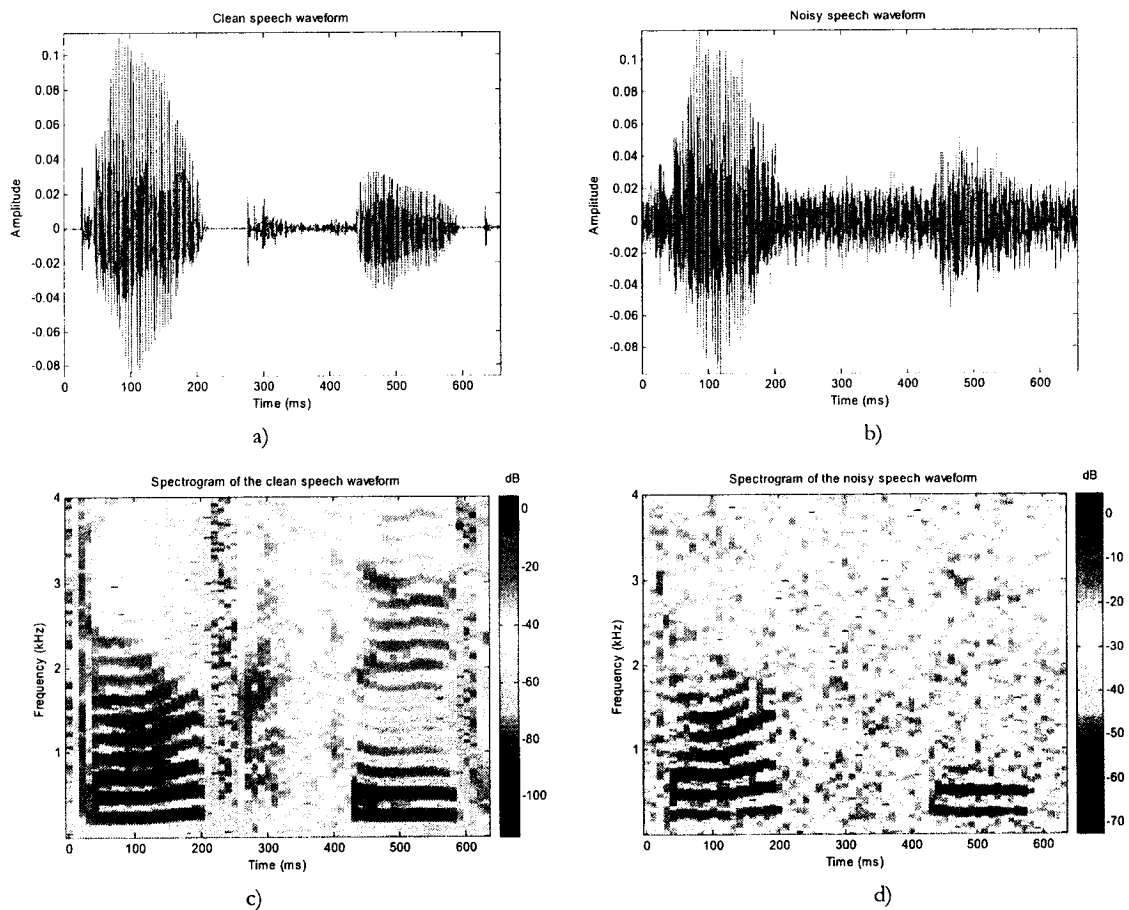 Clean speech waveform
0.1
0.08
0.06
0.04
0.02
0
-0.02
-0.04
-0.06
-0.08
Amplitude
0 100 200 300 400 500 600
Time (ms)
a)
Noisy speech waveform
0.1
0.08
0.06
0.04
0.02
0
-0.02
-0.04
-0.06
-0.08
Amplitude
0 100 200 300 400 500 600
Time (ms)
b)
Spectrogram of the clean speech waveform
dB
4
3
2
1
Frequency (kHz)
0
-20
-40
-60
-80
-100
0 100 200 300 400 500 600
Time (ms)
c)
Spectrogram of the noisy speech waveform
dB
4
3
2
1
Frequency (kHz)
0
-10
-20
-30
-40
-50
-60
-70
0 100 200 300 400 500 600
Time (ms)
d)